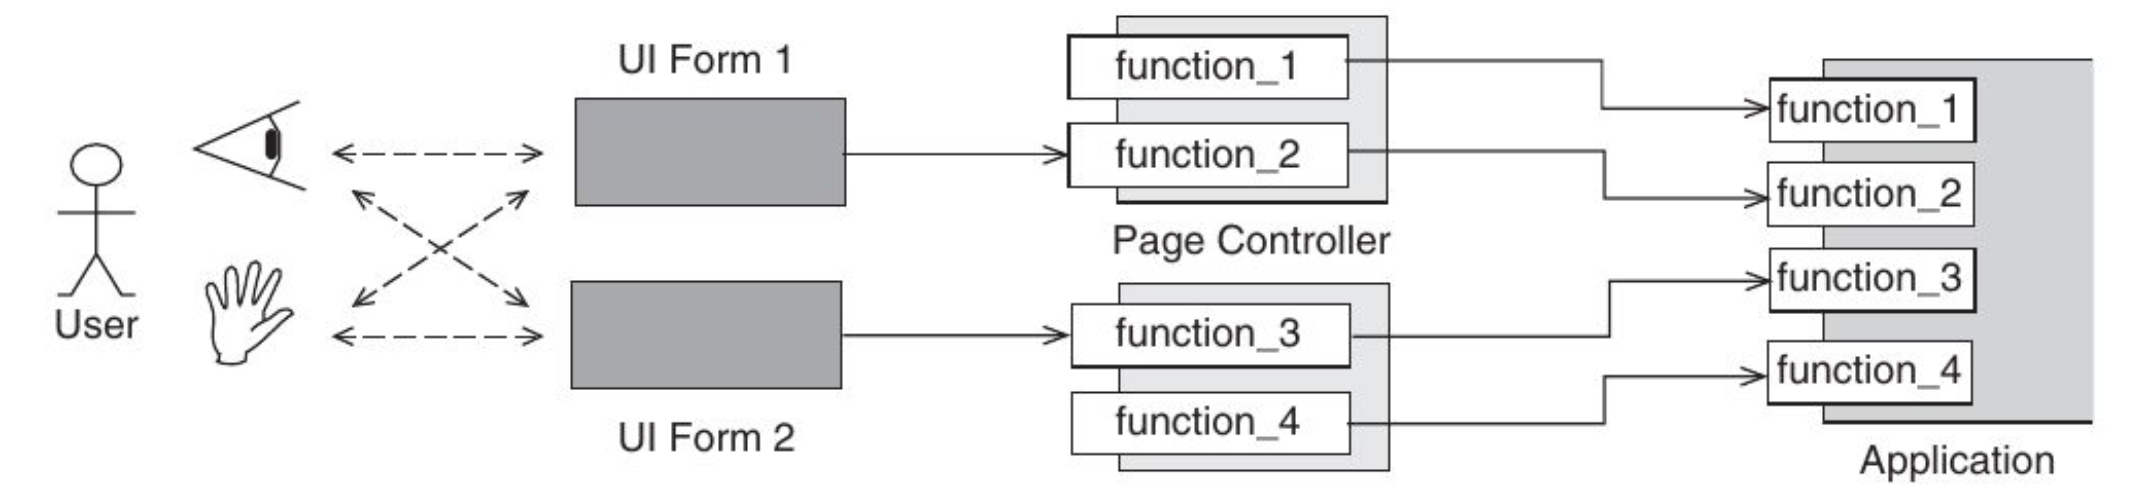 User
UI Form 1
UI Form 2
function_1
function_2
Page Controller
function_3
function_4
function_1
function_2
function_3
function_4
Application